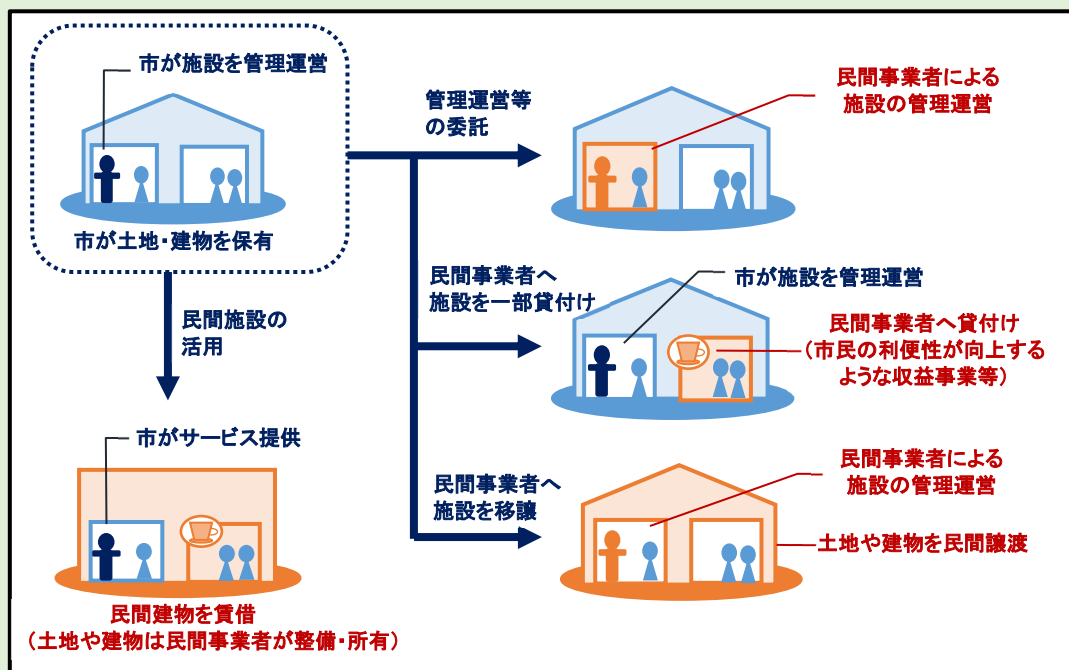 市が施設を管理運営
市が土地・建物を保有
管理運営等
の委託
民間事業者による
施設の管理運営
民間事業者へ
施設を一部貸付け
市が施設を管理運営
民間事業者へ貸付け
（市民の利便性が向上する
ような収益事業等）
民間施設の
活用
市がサービス提供
民間建物を賃借
（土地や建物は民間事業者が整備・所有）
民間事業者へ
施設を移譲
民間事業者による
施設の管理運営
土地や建物を民間譲渡